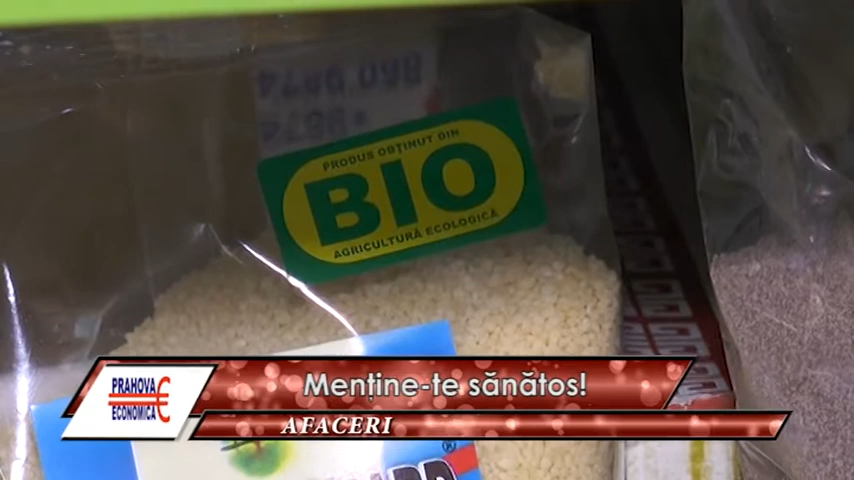 PRODUS OBȚINUT DIN
BIO
AGRICULTURĂ ECOLOGICĂ
PRAHOVA
ECONOMICĂ €
Menține-te sănătos!
AFACERI
®